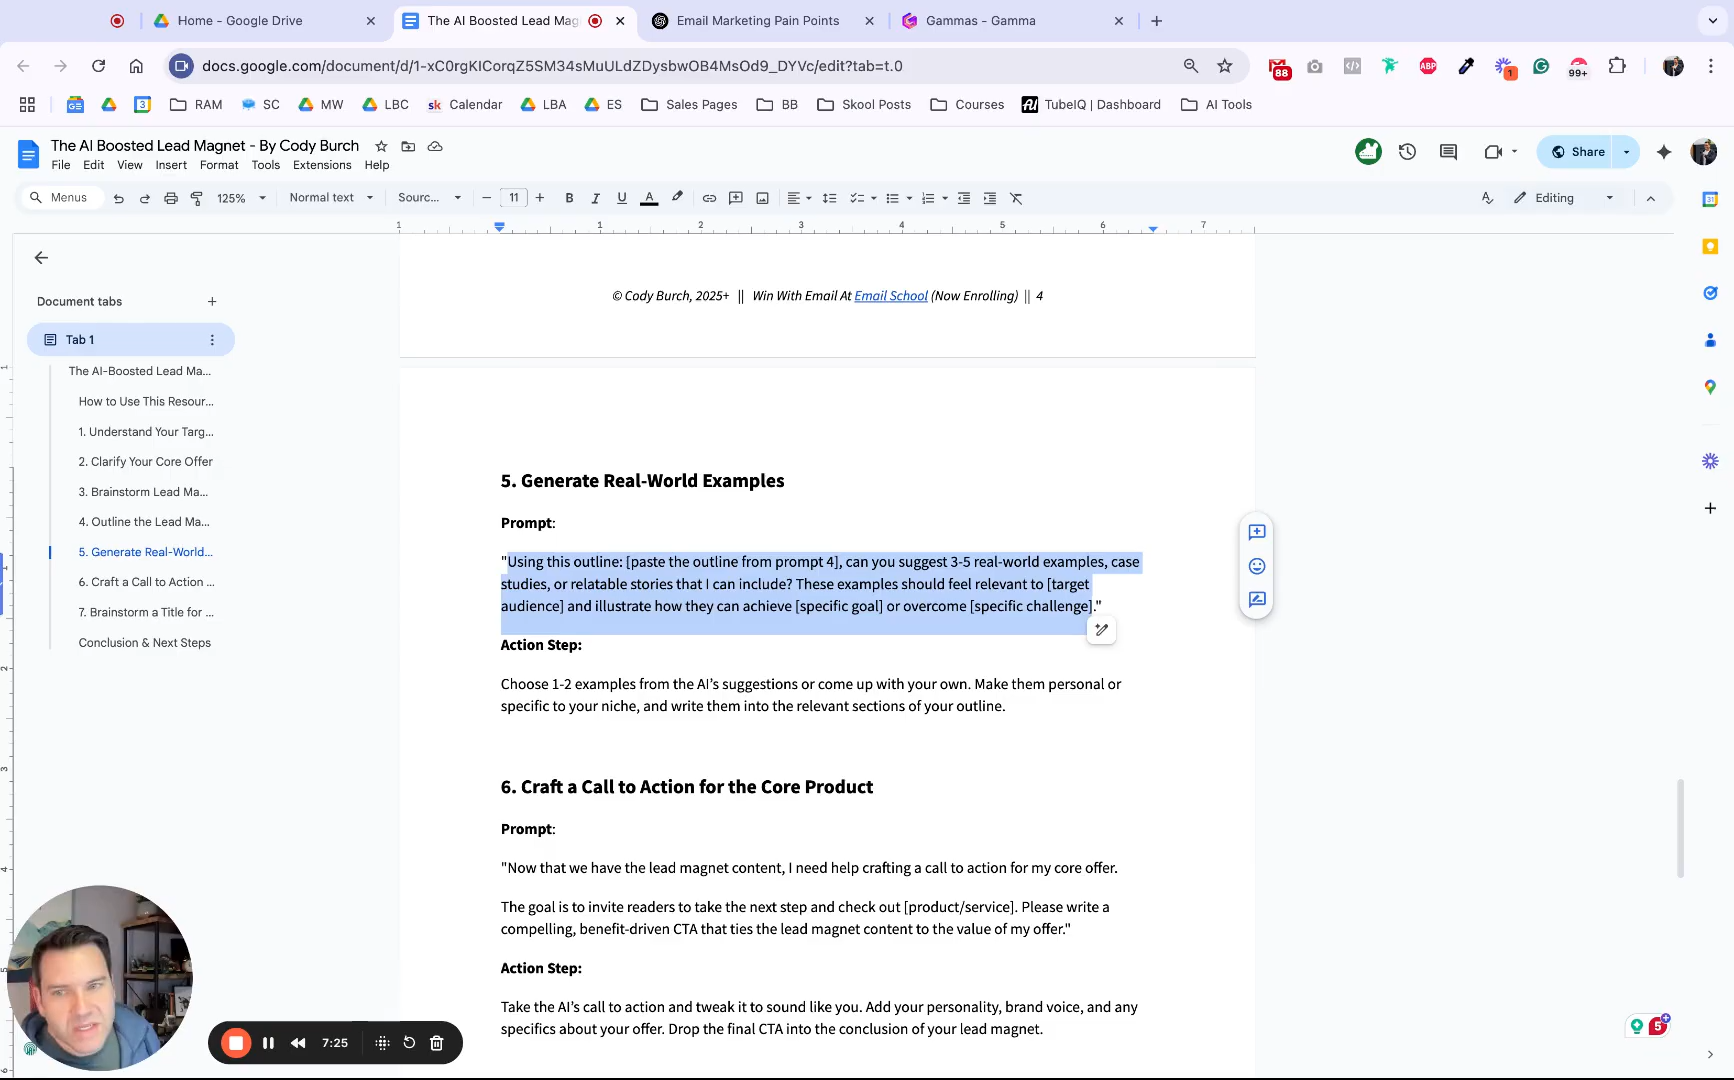 Home - Google Drive
The AI Boosted Lead Mag
Email Marketing Pain Points
Gammas - Gamma
docs.google.com/document/d/1-xC0rgKICorqZ5SM34sMuULdZDysbwOB4MsOd9_DYVc/edit?tab=t.0
88
ABP
1
99+
RAM
SC
MW
LBC
sk Calendar
LBA
ES
Sales Pages
BB
Skool Posts
Courses
TubeIQ | Dashboard
AI Tools
The AI Boosted Lead Magnet - By Cody Burch
File Edit View Insert Format Tools Extensions Help
Share
Menus
125%
Normal text
Sourc...
11
B I U A
Editing
1 1 2 3 4 5 6 7
Document tabs
Tab 1
The AI-Boosted Lead Ma...
How to Use This Resour...
1. Understand Your Targ...
2. Clarify Your Core Offer
3. Brainstorm Lead Ma...
4. Outline the Lead Ma...
5. Generate Real-World...
6. Craft a Call to Action ...
7. Brainstorm a Title for ...
Conclusion & Next Steps
© Cody Burch, 2025+ || Win With Email At Email School (Now Enrolling) || 4
5. Generate Real-World Examples
Prompt:
"Using this outline: [paste the outline from prompt 4], can you suggest 3-5 real-world examples, case
studies, or relatable stories that I can include? These examples should feel relevant to [target
audience] and illustrate how they can achieve [specific goal] or overcome [specific challenge]."
Action Step:
Choose 1-2 examples from the AI’s suggestions or come up with your own. Make them personal or
specific to your niche, and write them into the relevant sections of your outline.
6. Craft a Call to Action for the Core Product
Prompt:
"Now that we have the lead magnet content, I need help crafting a call to action for my core offer.
The goal is to invite readers to take the next step and check out [product/service]. Please write a
compelling, benefit-driven CTA that ties the lead magnet content to the value of my offer."
Action Step:
Take the AI’s call to action and tweak it to sound like you. Add your personality, brand voice, and any
specifics about your offer. Drop the final CTA into the conclusion of your lead magnet.
7:25
5